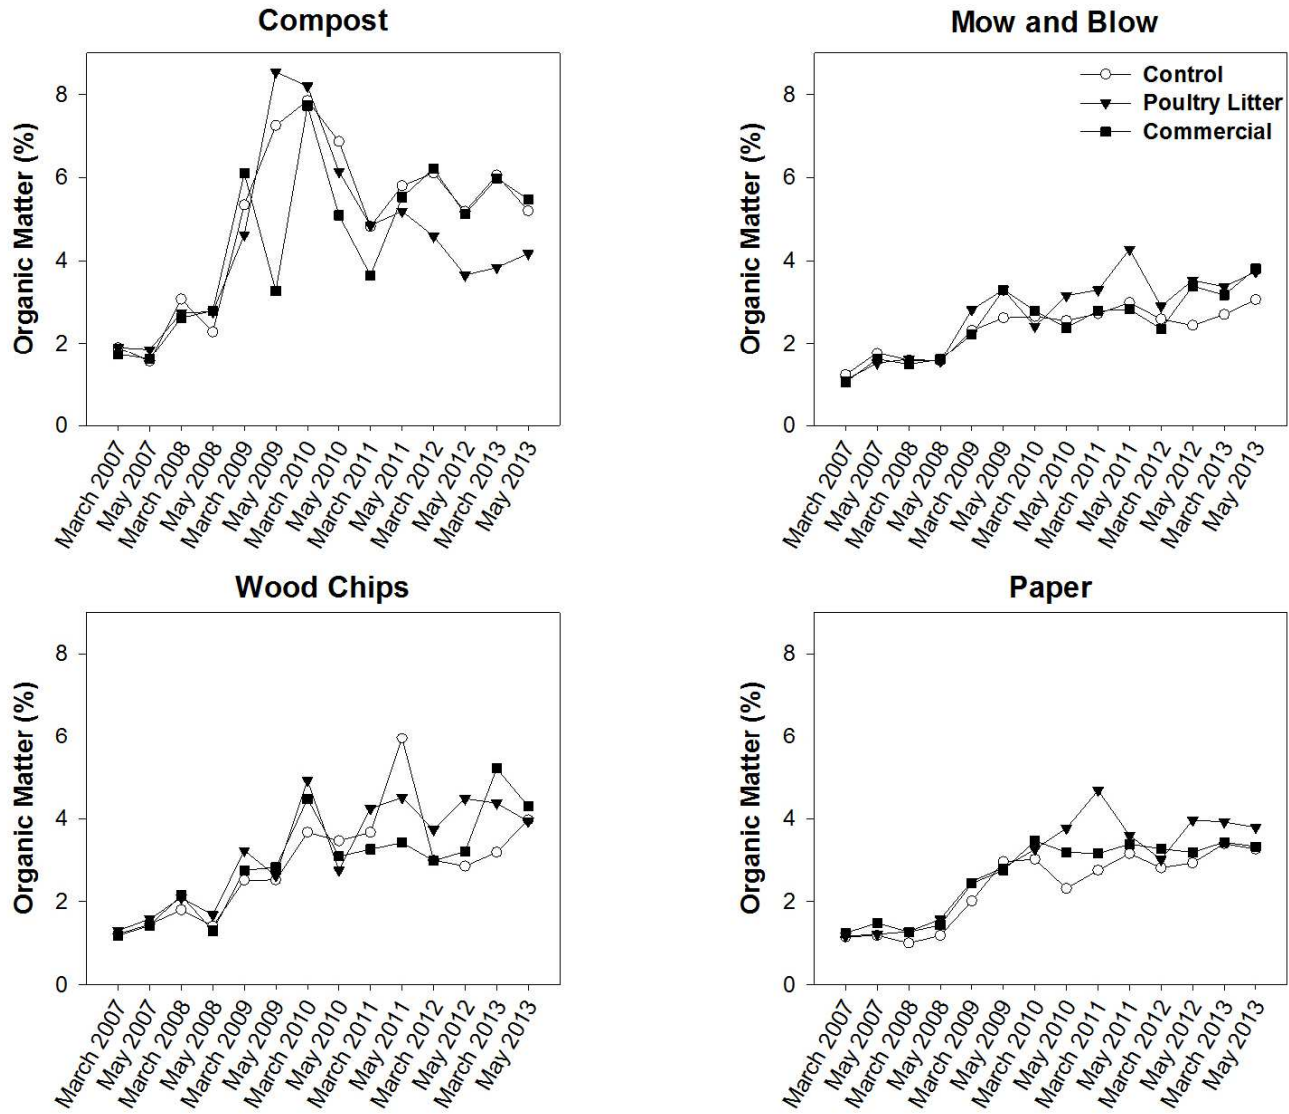 Compost
Organic Matter (%)
8
6
4
2
0
March 2007
May 2007
March 2008
May 2008
March 2009
May 2009
March 2010
May 2010
March 2011
May 2011
March 2012
May 2012
March 2013
May 2013
Mow and Blow
Control
Poultry Litter
Commercial
Organic Matter (%)
8
6
4
2
0
March 2007
May 2007
March 2008
May 2008
March 2009
May 2009
March 2010
May 2010
March 2011
May 2011
March 2012
May 2012
March 2013
May 2013
Wood Chips
Organic Matter (%)
8
6
4
2
0
March 2007
May 2007
March 2008
May 2008
March 2009
May 2009
March 2010
May 2010
March 2011
May 2011
March 2012
May 2012
March 2013
May 2013
Paper
Organic Matter (%)
8
6
4
2
0
March 2007
May 2007
March 2008
May 2008
March 2009
May 2009
March 2010
May 2010
March 2011
May 2011
March 2012
May 2012
March 2013
May 2013